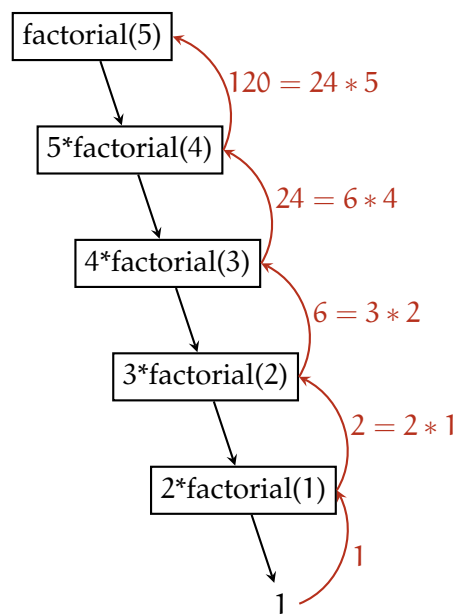 factorial(5)
120 = 24 ∗ 5
5*factorial(4)
24 = 6 ∗ 4
4*factorial(3)
6 = 3 ∗ 2
3*factorial(2)
2 = 2 ∗ 1
2*factorial(1)
1
1